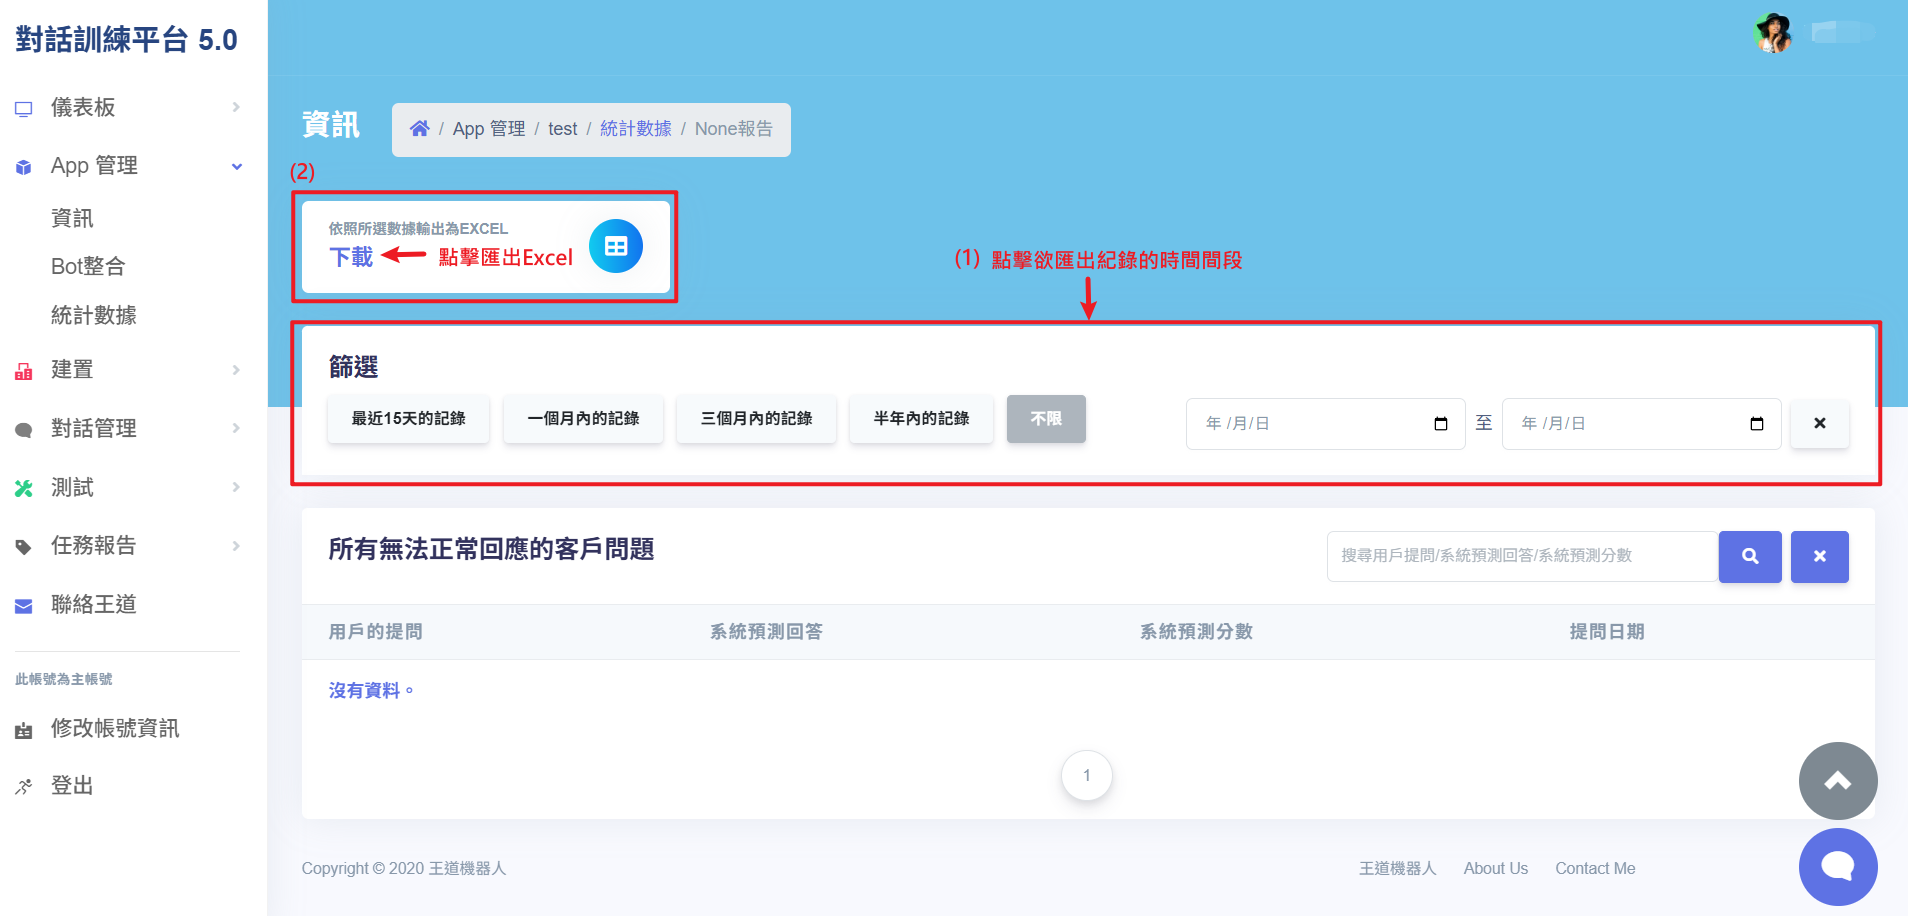 對話訓練平台 5.0
儀表板
App 管理
資訊
Bot整合
統計數據
建置
對話管理
測試
任務報告
聯絡王道
此帳號為主帳號
修改帳號資訊
登出
資訊
/ App 管理 / test / 統計數據 / None報告
(2)
依照所選數據輸出為EXCEL
下載
點擊匯出Excel
(1) 點擊欲匯出紀錄的時間間段
篩選
最近15天的記錄
一個月內的記錄
三個月內的記錄
半年內的記錄
不限
年 /月/日
至
年 /月/日
所有無法正常回應的客戶問題
搜尋用戶提問/系統預測回答/系統預測分數
用戶的提問 系統預測回答 系統預測分數 提問日期
沒有資料。
1
Copyright © 2020 王道機器人
王道機器人 About Us Contact Me